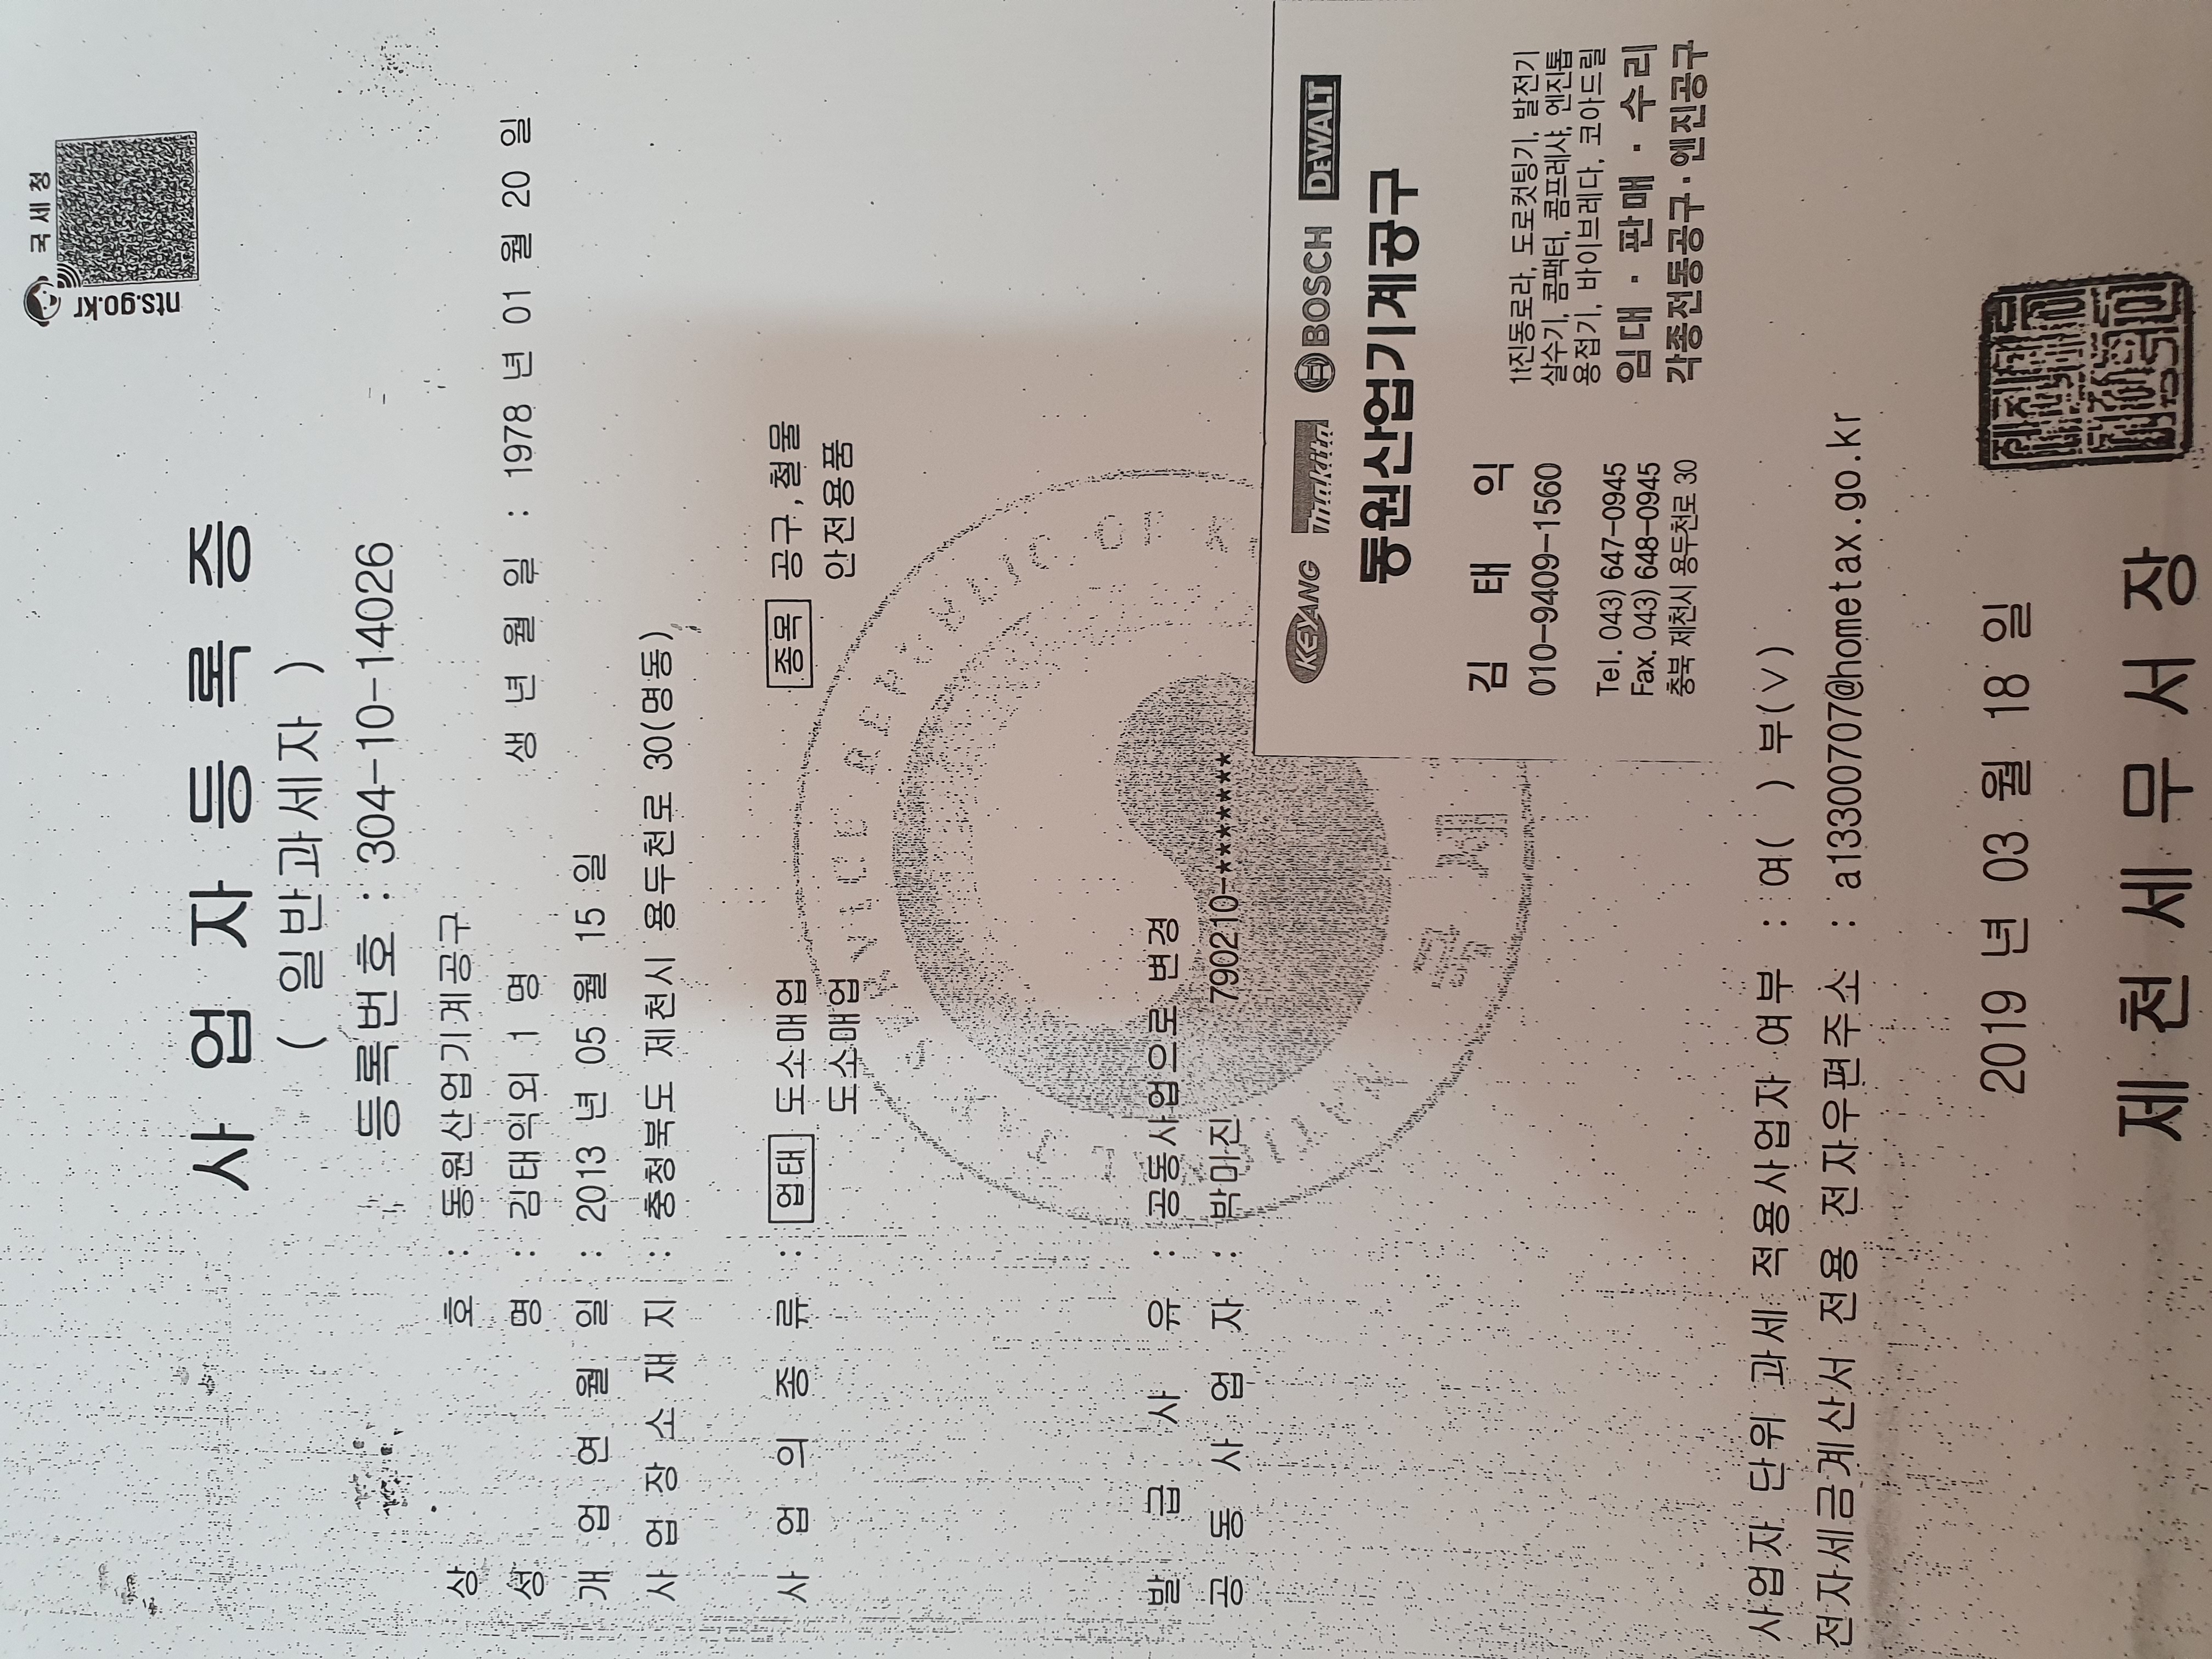 국세청
nts.go.kr
사 업 자 등 록 증
( 일반과세자 )
등록번호 : 304-10-14026
상 호 : 동원산업기계공구
성 명 : 김태익외 1 명 생 년 월 일 : 1978 년 01 월 20 일
개 업 연 월 일 : 2013 년 05 월 15 일
사 업 장 소 재 지 : 충청북도 제천시 용두천로 30(명동)
사 업 의 종 류 : 업태 도소매업 종목 공구,철물
도소매업 안전용품
발 급 사 유 : 공동사업으로 변경
공 동 사 업 자 : 박미진 790210-*******
KEYANG makita BOSCH DEWALT
동원산업기계공구
김 태 익
010-9409-1560
Tel. 043) 647-0945
Fax. 043) 648-0945
충북 제천시 용두천로 30
1t진동로라, 도로컷팅기, 발전기
살수기, 콤팩터, 콤프레샤, 엔진톱
용접기, 바이브레다, 코아드릴
임대 · 판매 · 수리
각종전동공구·엔진공구
사업자 단위 과세 적용사업자 여부 : 여( ) 부(∨)
전자세금계산서 전용 전자우편주소 : a13300707@hometax.go.kr
2019 년 03 월 18 일
제 천 세 무 서 장